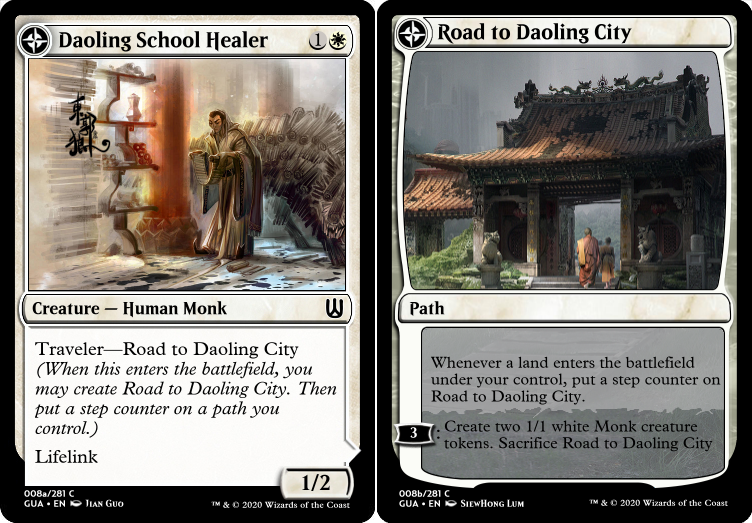 Daoling School Healer
1
東郭狼
Creature — Human Monk
Traveler—Road to Daoling City
(When this enters the battlefield, you
may create Road to Daoling City. Then
put a step counter on a path you
control.)
Lifelink
1/2
008a/281 C
GUA • EN Jian Guo
™ & © 2020 Wizards of the Coast
Road to Daoling City
Path
Whenever a land enters the battlefield
under your control, put a step counter on
Road to Daoling City.
3 : Create two 1/1 white Monk creature
tokens. Sacrifice Road to Daoling City
008b/281 C
GUA • EN SiewHong Lum
™ & © 2020 Wizards of the Coast